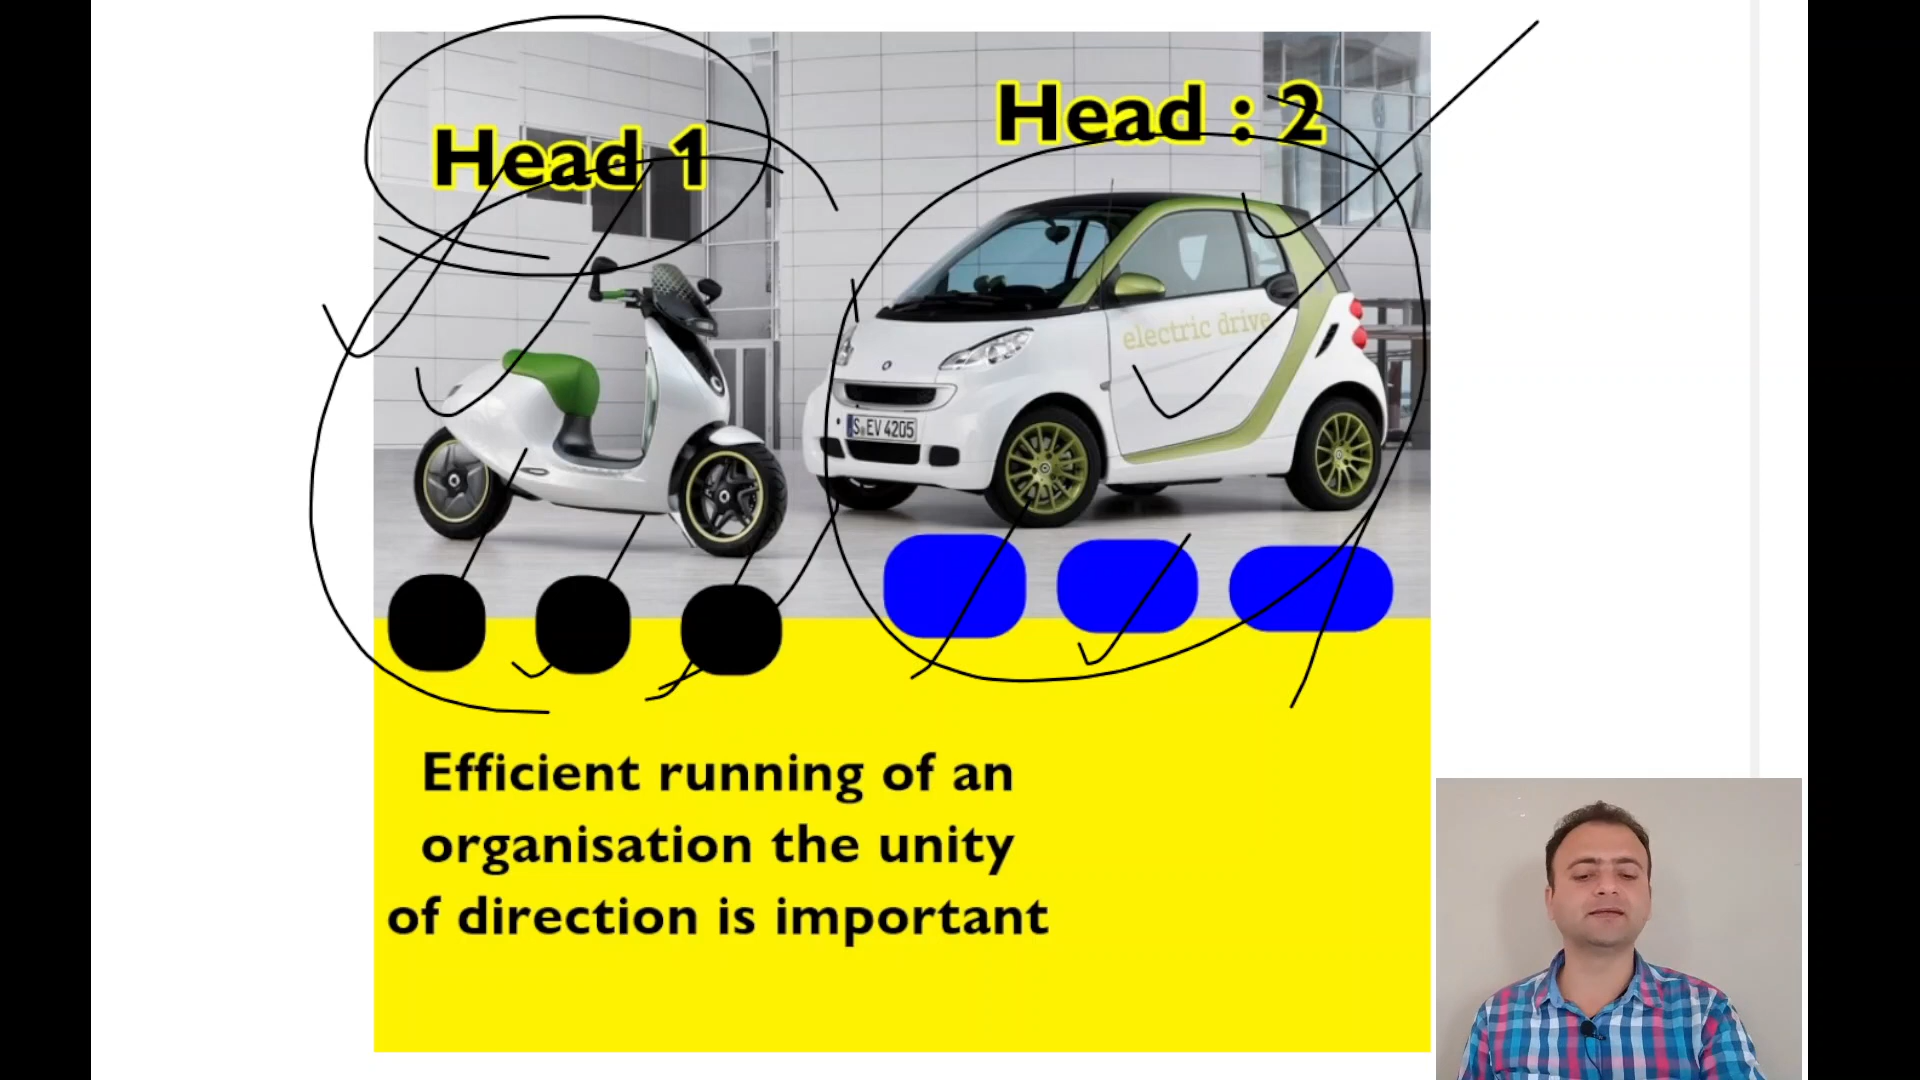 Head 1
Head : 2
electric drive
S EV 4205
Efficient running of an
organisation the unity
of direction is important